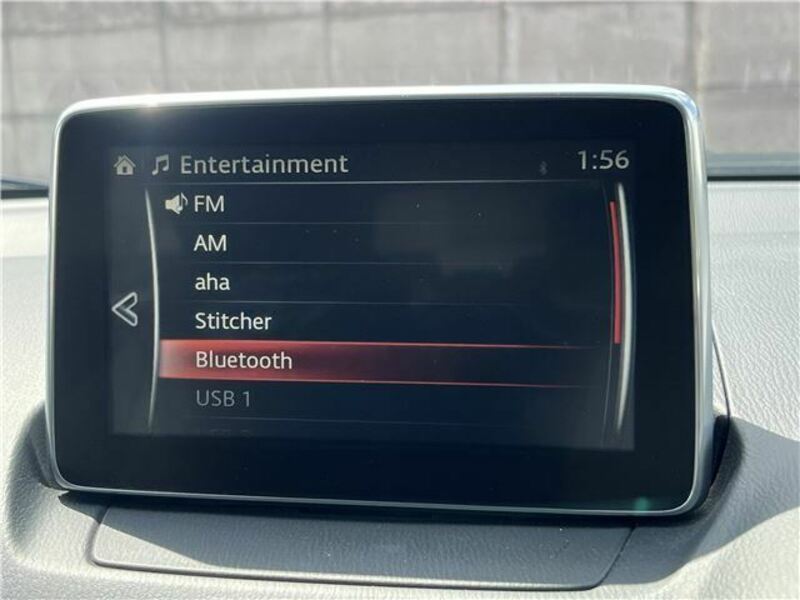 Entertainment 1:56
FM
AM
aha
Stitcher
Bluetooth
USB 1